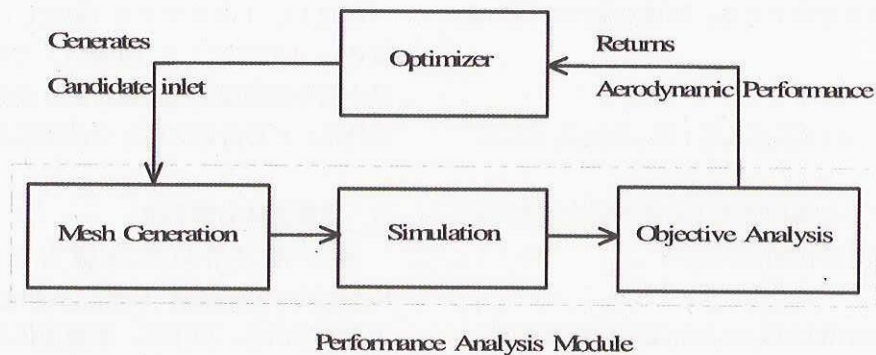 Generates
Candidate inlet
Optimizer
Returns
Aerodynamic Performance
Mesh Generation
Simulation
Objective Analysis
Performance Analysis Module